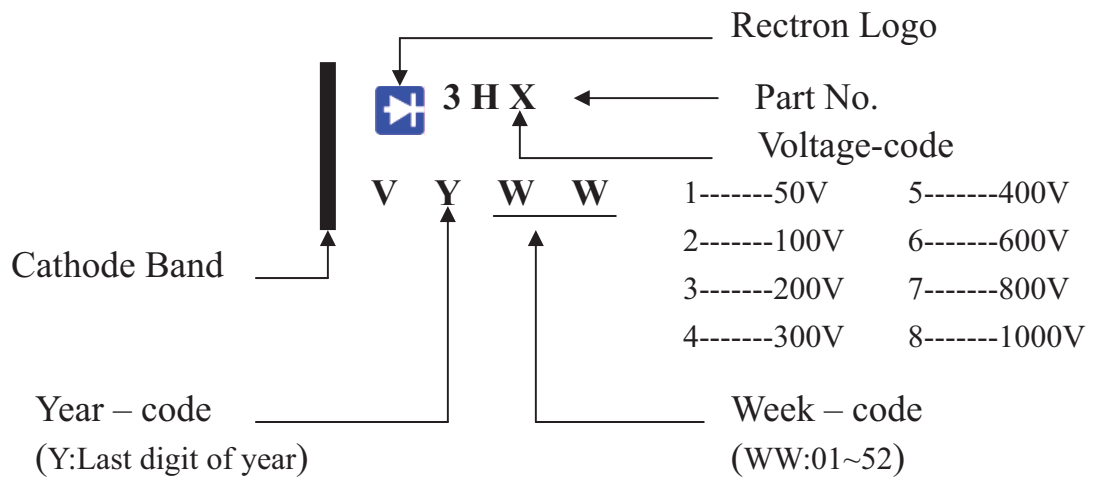 Rectron Logo
3 H X
Part No.
Voltage-code
V Y W W
1-------50V 5-------400V
2-------100V 6-------600V
Cathode Band
3-------200V 7-------800V
4-------300V 8-------1000V
Year – code
(Y:Last digit of year)
Week – code
(WW:01~52)